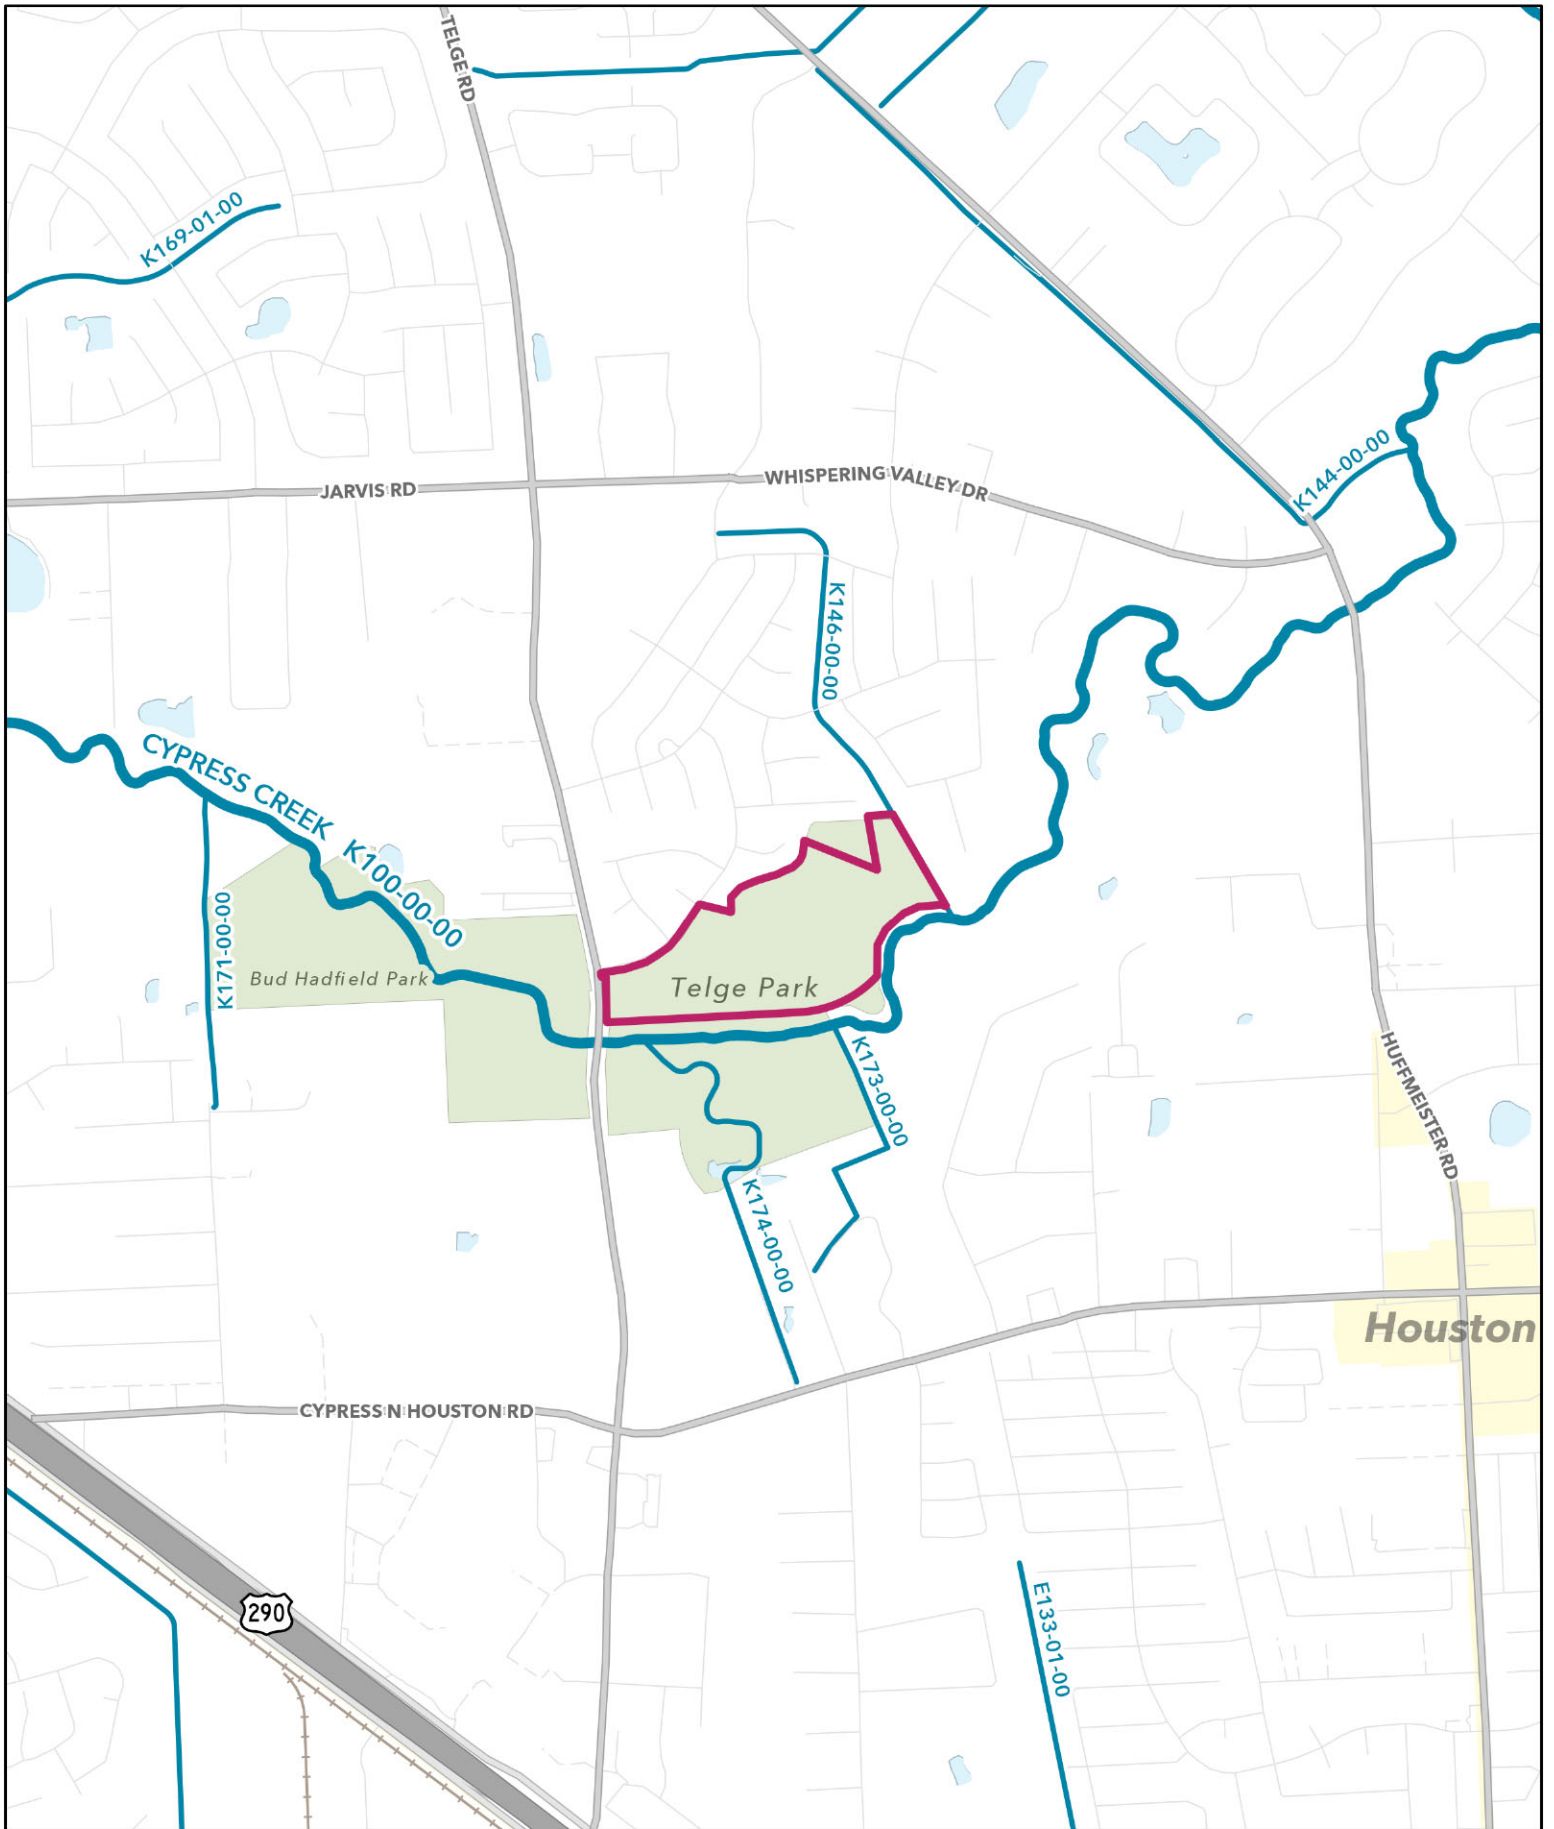 TELGE RD
K169-01-00
K144-00-00
JARVIS RD
WHISPERING VALLEY DR
K146-00-00
CYPRESS CREEK K100-00-00
K171-00-00
Bud Hadfield Park
Telge Park
K173-00-00
HUFFMEISTER RD
K174-00-00
Houston
CYPRESS N HOUSTON RD
290
E133-01-00